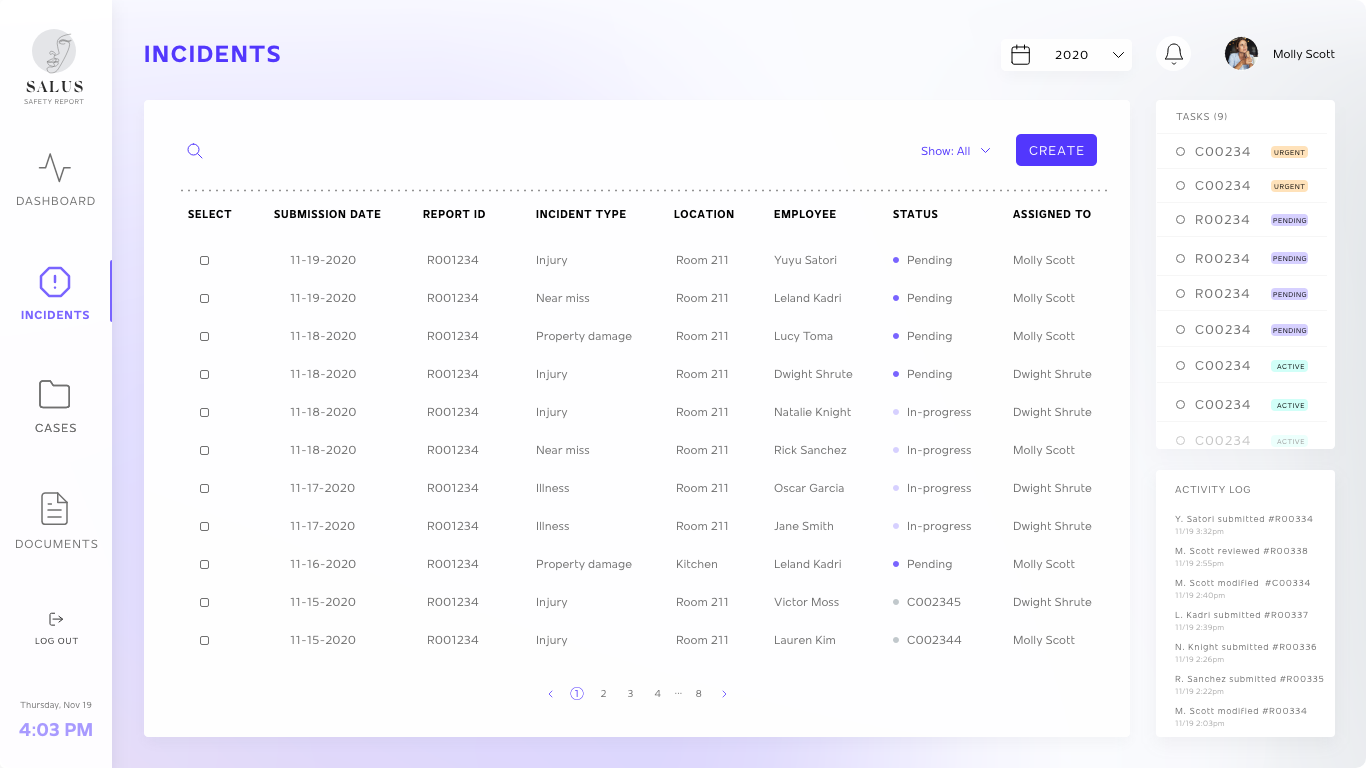 SALUS
SAFETY REPORT
DASHBOARD
INCIDENTS
CASES
DOCUMENTS
LOG OUT
Thursday, Nov 19
4:03 PM
INCIDENTS
2020
Molly Scott
Show: All
CREATE
SELECT SUBMISSION DATE REPORT ID INCIDENT TYPE LOCATION EMPLOYEE STATUS ASSIGNED TO
11-19-2020 R001234 Injury Room 211 Yuyu Satori Pending Molly Scott
11-19-2020 R001234 Near miss Room 211 Leland Kadri Pending Molly Scott
11-18-2020 R001234 Property damage Room 211 Lucy Toma Pending Molly Scott
11-18-2020 R001234 Injury Room 211 Dwight Shrute Pending Dwight Shrute
11-18-2020 R001234 Injury Room 211 Natalie Knight In-progress Dwight Shrute
11-18-2020 R001234 Near miss Room 211 Rick Sanchez In-progress Molly Scott
11-17-2020 R001234 Illness Room 211 Oscar Garcia In-progress Dwight Shrute
11-17-2020 R001234 Illness Room 211 Jane Smith In-progress Dwight Shrute
11-16-2020 R001234 Property damage Kitchen Leland Kadri Pending Molly Scott
11-15-2020 R001234 Injury Room 211 Victor Moss C002345 Dwight Shrute
11-15-2020 R001234 Injury Room 211 Lauren Kim C002344 Molly Scott
< 1 2 3 4 ... 8 >
TASKS (9)
C00234 URGENT
C00234 URGENT
R00234 PENDING
R00234 PENDING
R00234 PENDING
C00234 PENDING
C00234 ACTIVE
C00234 ACTIVE
C00234 ACTIVE
ACTIVITY LOG
Y. Satori submitted #R00334
11/19 3:32pm
M. Scott reviewed #R00338
11/19 2:55pm
M. Scott modified #C00334
11/19 2:40pm
L. Kadri submitted #R00337
11/19 2:39pm
N. Knight submitted #R00336
11/19 2:26pm
R. Sanchez submitted #R00335
11/19 2:22pm
M. Scott modified #R00334
11/19 2:03pm